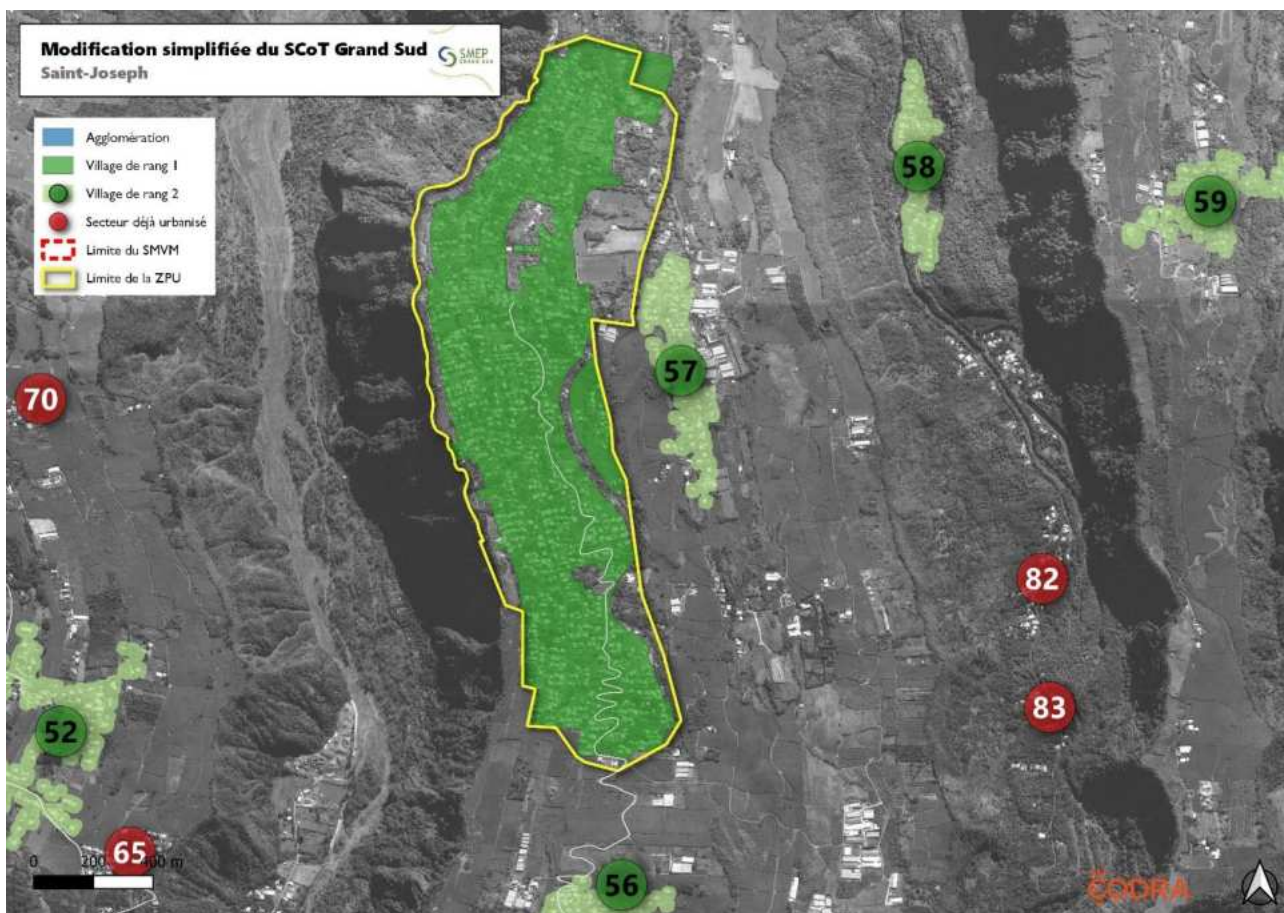 Modification simplifiée du SCoT Grand Sud
Saint-Joseph
SMEP
GRAND SUD
Agglomération
Village de rang 1
Village de rang 2
Secteur déjà urbanisé
Limite du SMVM
Limite de la ZPU
58
59
57
70
82
83
52
65
56
0 200 400 m
CODRA